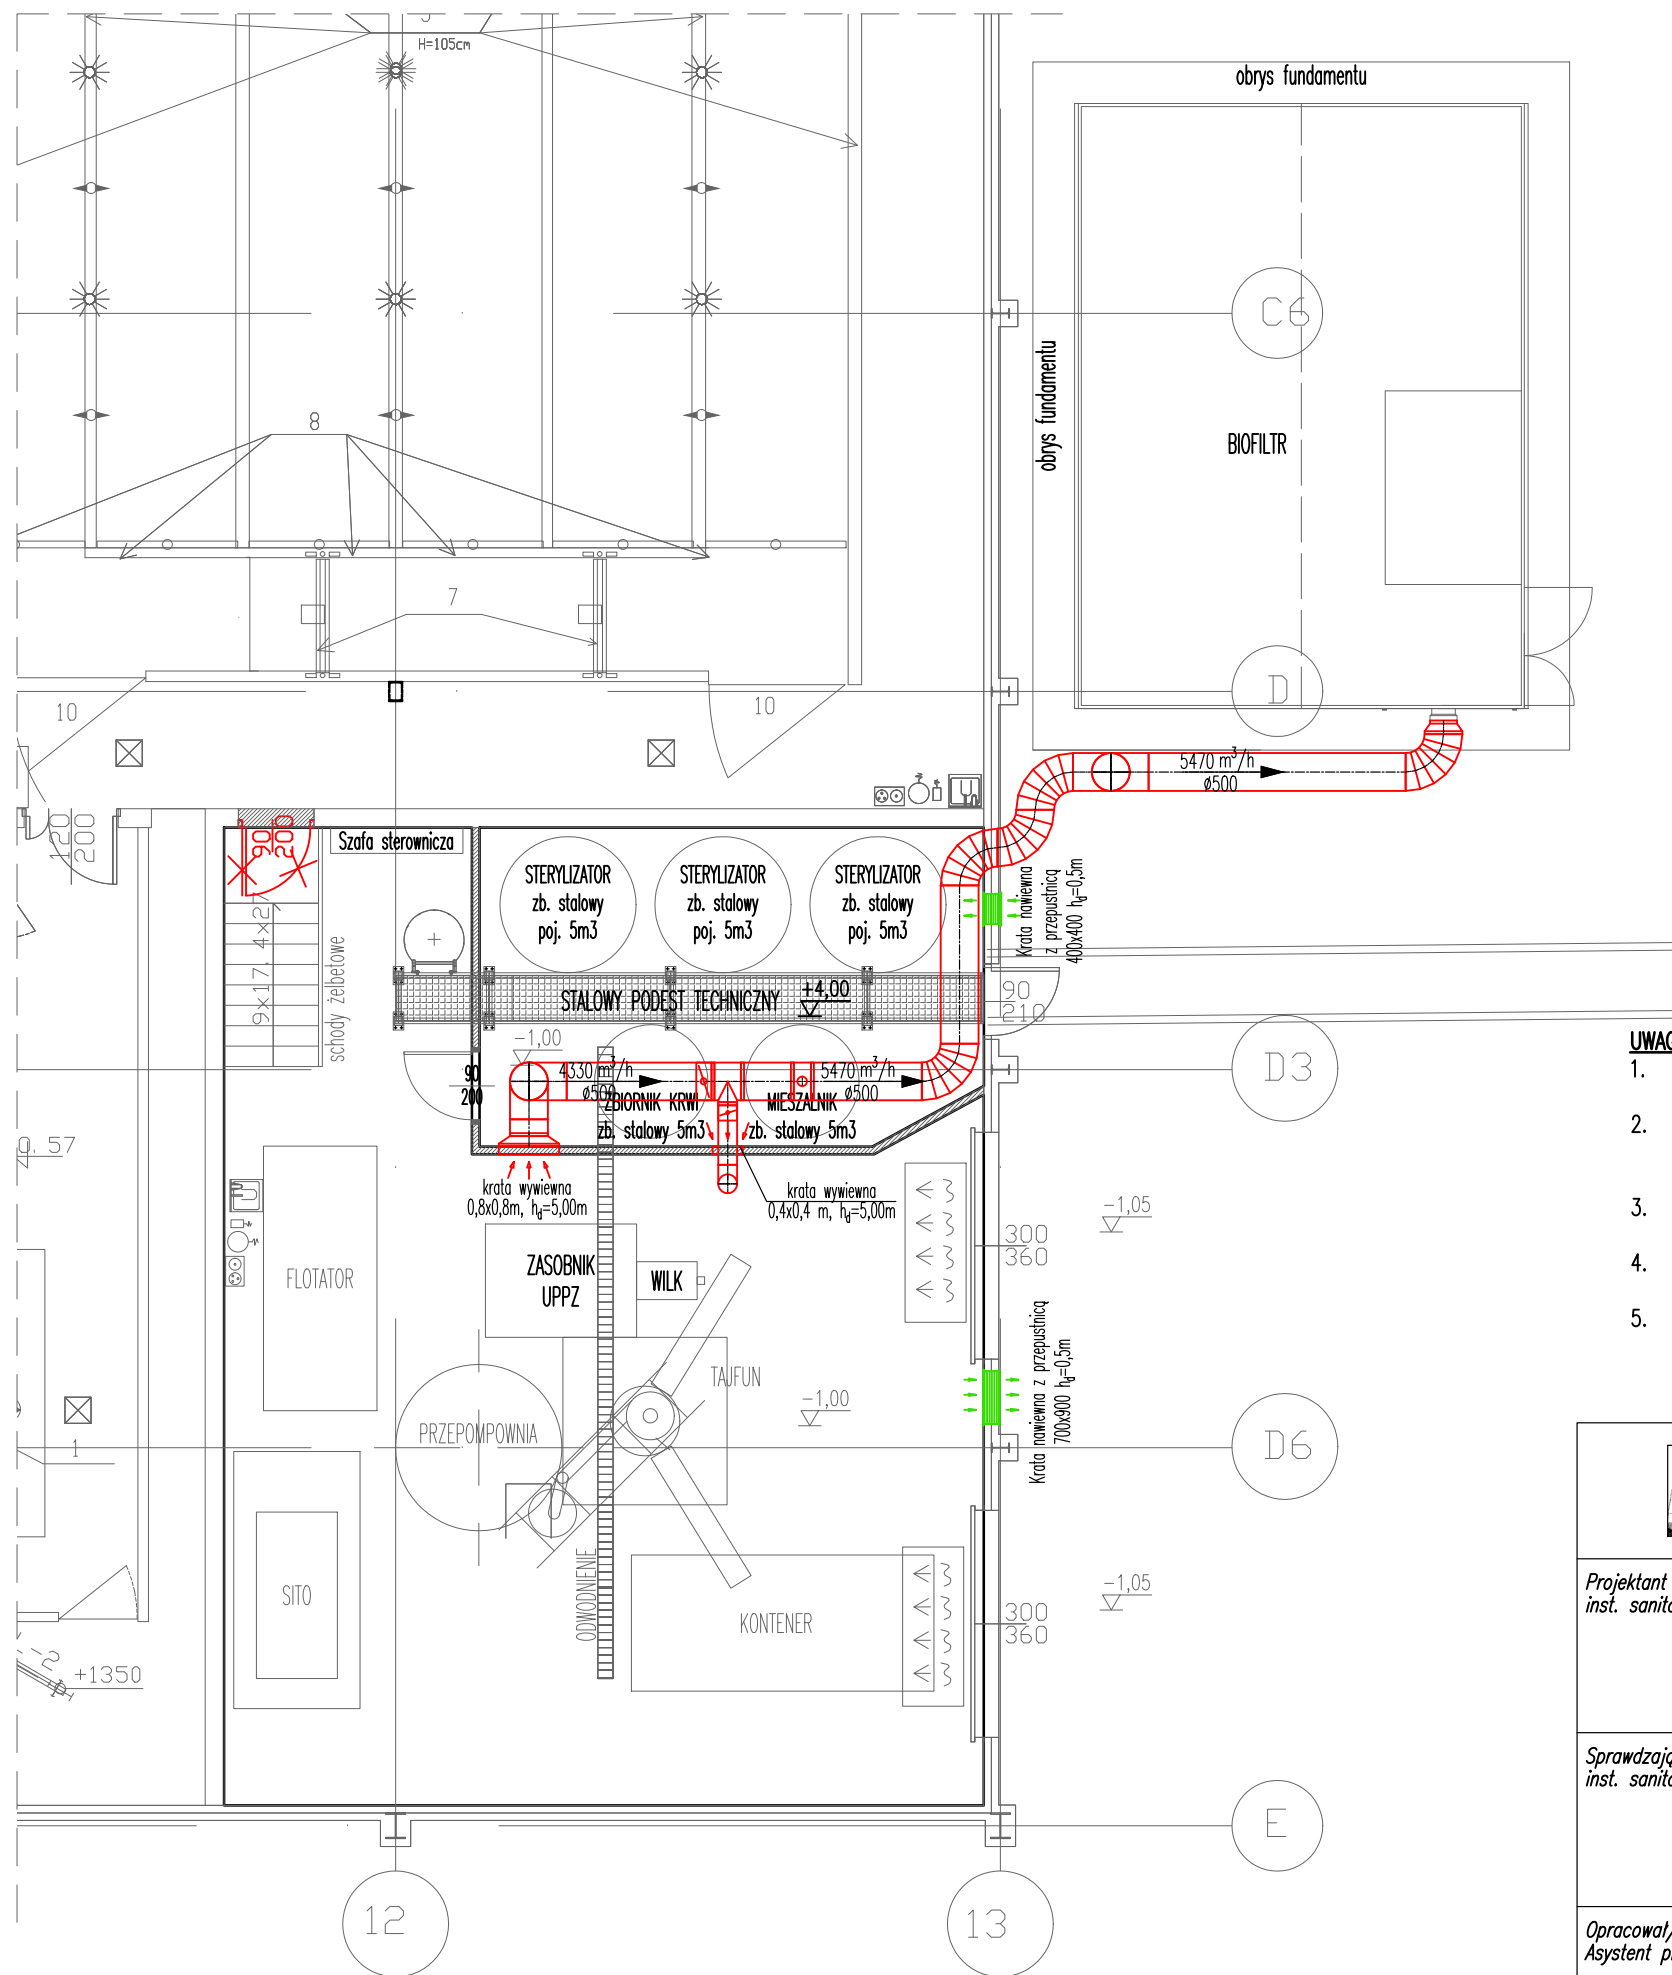 H=105cm
obrys fundamentu
C6
obrys fundamentu
8
BIOFILTR
7
D
10
10
5470 m³/h
ø500
120
200
90
200
Szafa sterownicza
STERYLIZATOR
zb. stalowy
poj. 5m3
STERYLIZATOR
zb. stalowy
poj. 5m3
STERYLIZATOR
zb. stalowy
poj. 5m3
Krata nawiewna
z przepustnicą
400x400 hd=0,5m
9x17,4x27
schody żelbetowe
STALOWY PODEST TECHNICZNY
+4,00
90
210
-1,00
4330 m³/h
ø500
5470 m³/h
ø500
90
200
ZBIORNIK KRWI
zb. stalowy 5m3
MIESZALNIK
zb. stalowy 5m3
D3
UWAG
1.
2.
3.
4.
5.
0.57
krata wywiewna
0,8x0,8m, hd=5,00m
krata wywiewna
0,4x0,4 m, hd=5,00m
-1,05
300
360
FLOTATOR
ZASOBNIK
UPPZ
WILK
TAJFUN
Krata nawiewna z przepustnicą
700x900 hd=0,5m
-1,00
PRZEPOMPOWNIA
1
D6
ODWODNIENIE
SITO
KONTENER
-1,05
300
360
-2
+1350
Projektant
inst. sanit
Sprawdzają
inst. sanit
E
12
13
Opracował/
Asystent p